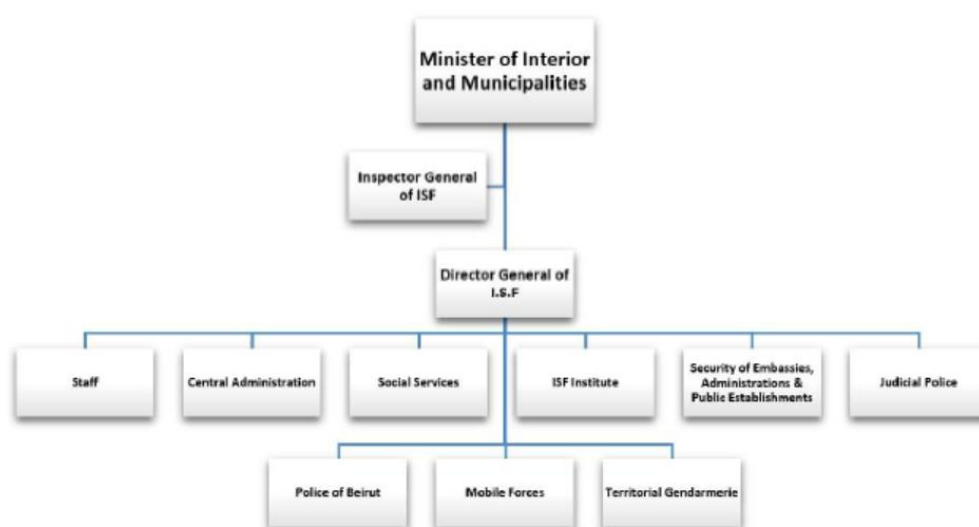 Minister of Interior
and Municipalities
Inspector General
of ISF
Director General of
I.S.F
Staff
Central Administration
Social Services
ISF Institute
Security of Embassies,
Administrations &
Public Establishments
Judicial Police
Police of Beirut
Mobile Forces
Territorial Gendarmerie